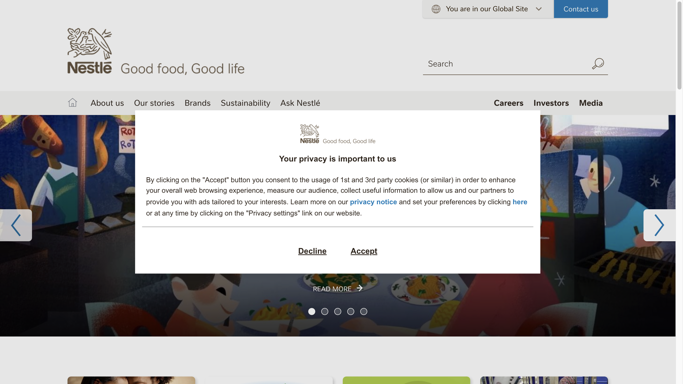 You are in our Global Site
Contact us
Nestlé
Good food, Good life
Search
About us
Our stories
Brands
Sustainability
Ask Nestlé
Careers
Investors
Media
Nestlé Good food, Good life
Your privacy is important to us
By clicking on the "Accept" button you consent to the usage of 1st and 3rd party cookies (or similar) in order to enhance
your overall web browsing experience, measure our audience, collect useful information to allow us and our partners to
provide you with ads tailored to your interests. Learn more on our privacy notice and set your preferences by clicking here
or at any time by clicking on the "Privacy settings" link on our website.
Decline
Accept
READ MORE